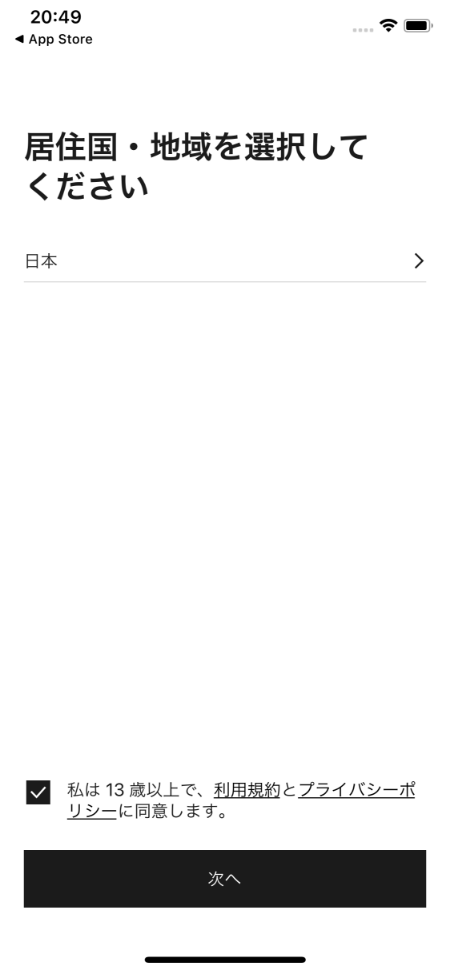 20:49
◀ App Store
居住国・地域を選択して
ください
日本
私は 13 歳以上で、利用規約とプライバシーポ
リシーに同意します。
次へ